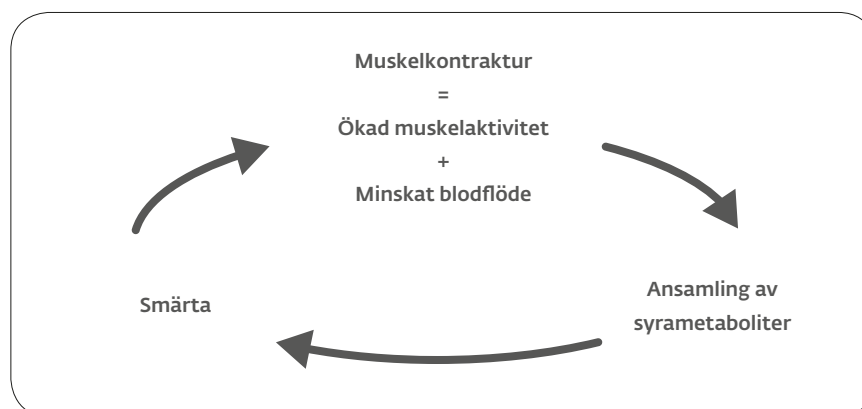 Muskelkontraktur
=
Ökad muskelaktivitet
+
Minskat blodflöde
Ansamling av
syrametaboliter
Smärta